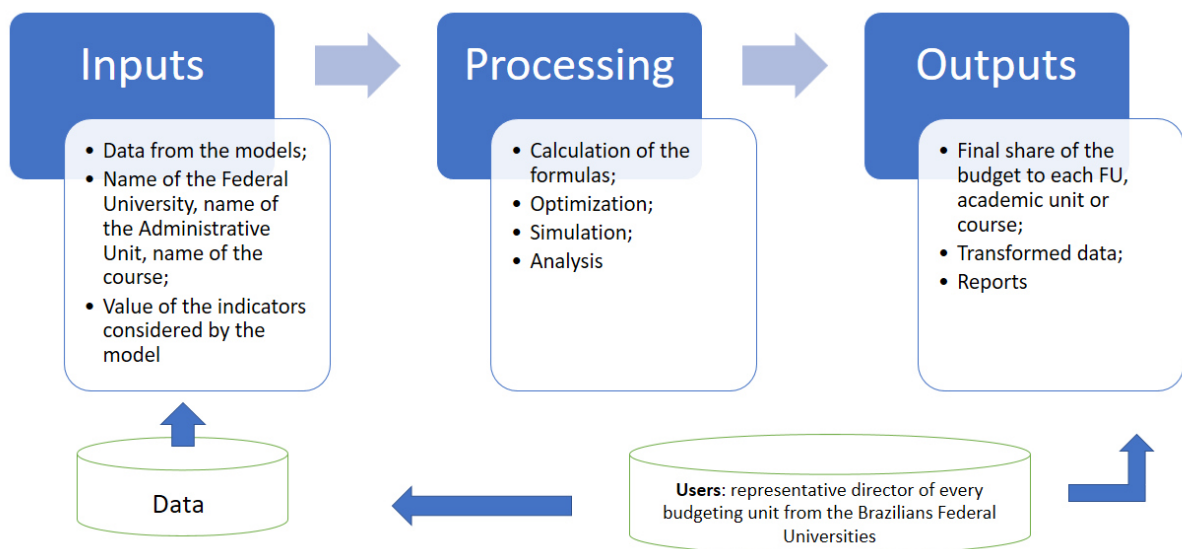 Inputs
• Data from the models;
• Name of the Federal
University, name of
the Administrative
Unit, name of the
course;
• Value of the indicators
considered by the
model
Processing
• Calculation of the
formulas;
• Optimization;
• Simulation;
• Analysis
Outputs
• Final share of the
budget to each FU,
academic unit or
course;
• Transformed data;
• Reports
Data
Users: representative director of every
budgeting unit from the Brazilians Federal
Universities